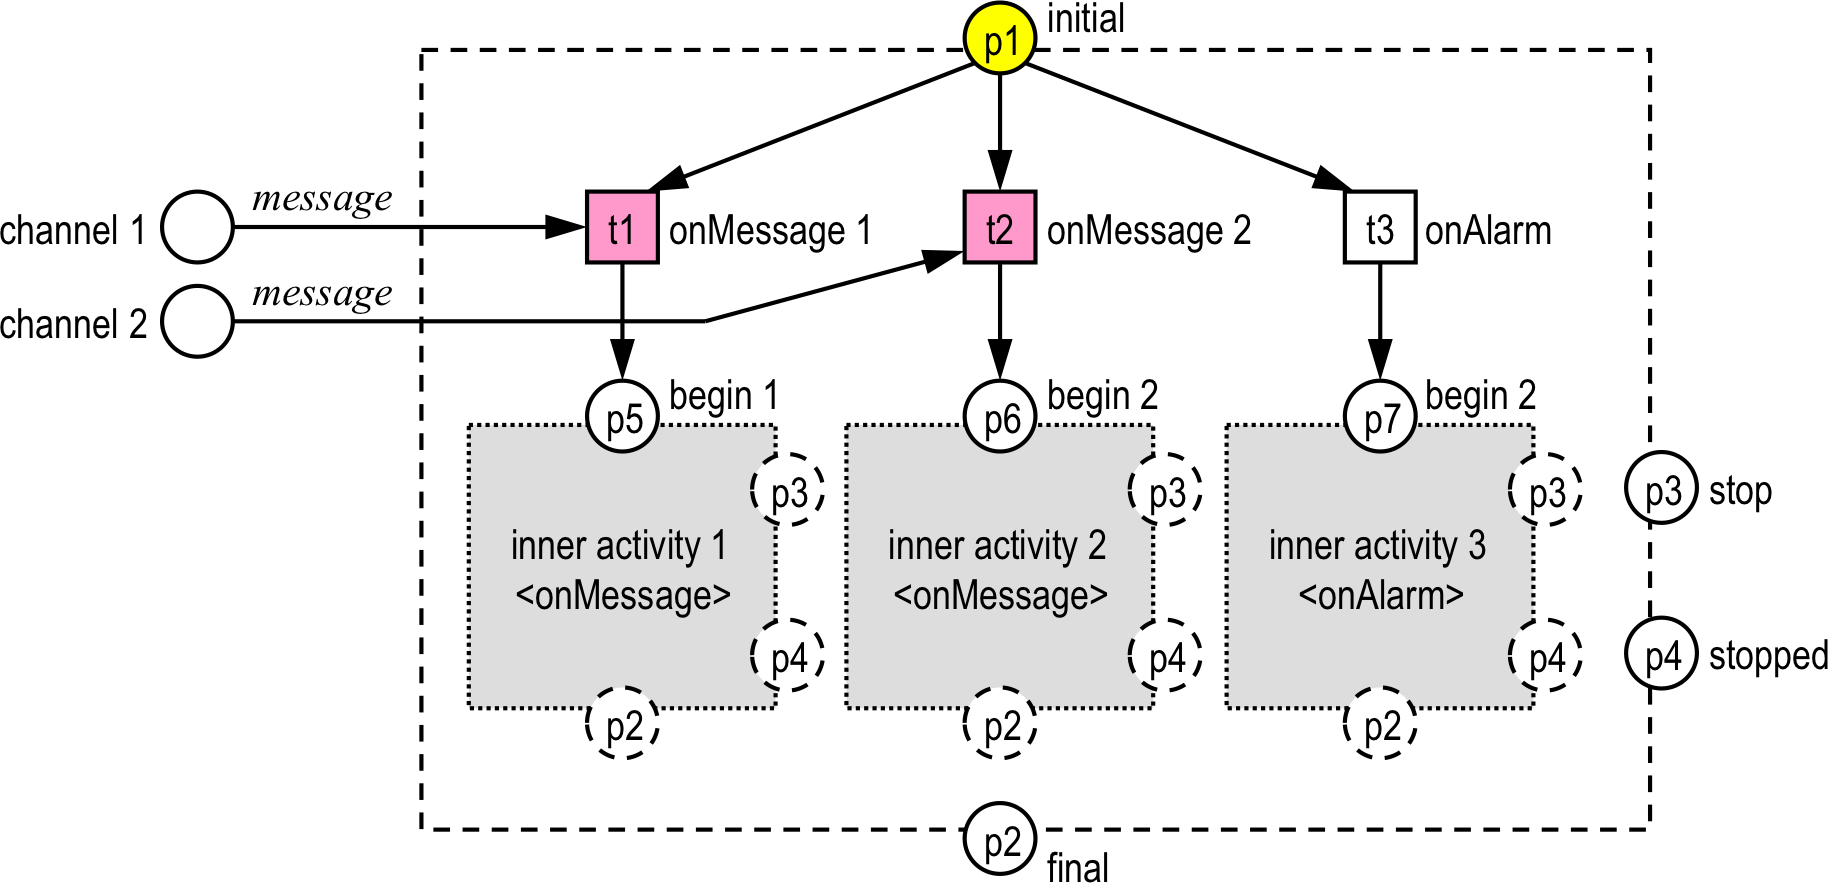 p1 initial
message
channel 1
t1 onMessage 1
t2 onMessage 2
t3 onAlarm
message
channel 2
p5 begin 1
p6 begin 2
p7 begin 2
p3
p3
p3
p3 stop
inner activity 1
<onMessage>
inner activity 2
<onMessage>
inner activity 3
<onAlarm>
p4
p4
p4
p4 stopped
p2
p2
p2
p2 final